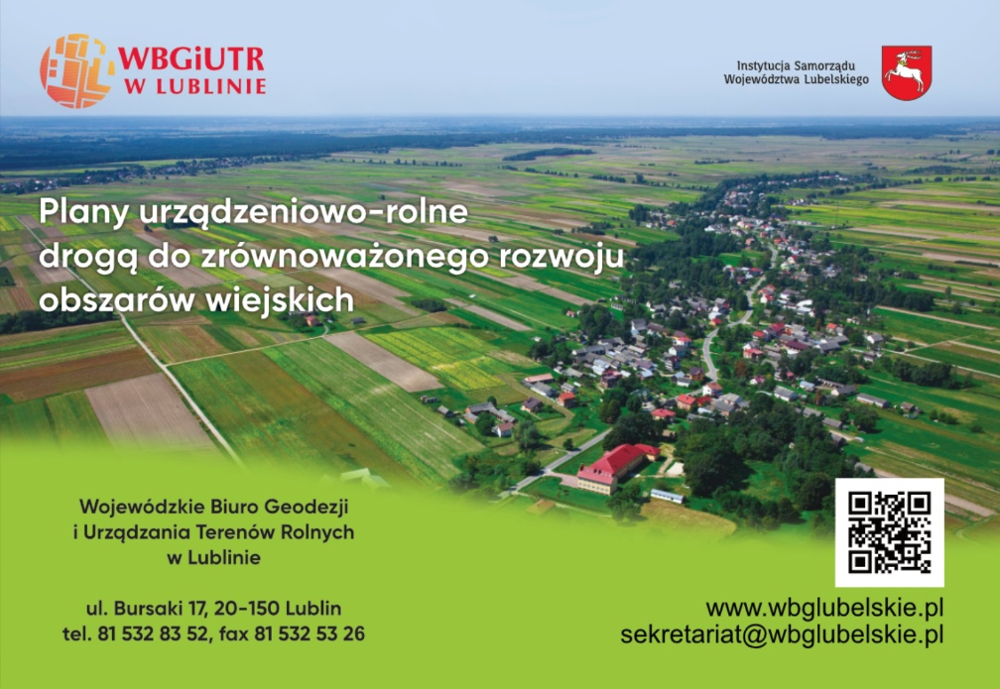 WBGiUTR
W LUBLINIE
Instytucja Samorządu
Województwa Lubelskiego
Plany urządzeniowo-rolne
drogą do zrównoważonego rozwoju
obszarów wiejskich
Wojewódzkie Biuro Geodezji
i Urządzania Terenów Rolnych
w Lublinie
ul. Bursaki 17, 20-150 Lublin
tel. 81 532 83 52, fax 81 532 53 26
www.wbglubelskie.pl
sekretariat@wbglubelskie.pl